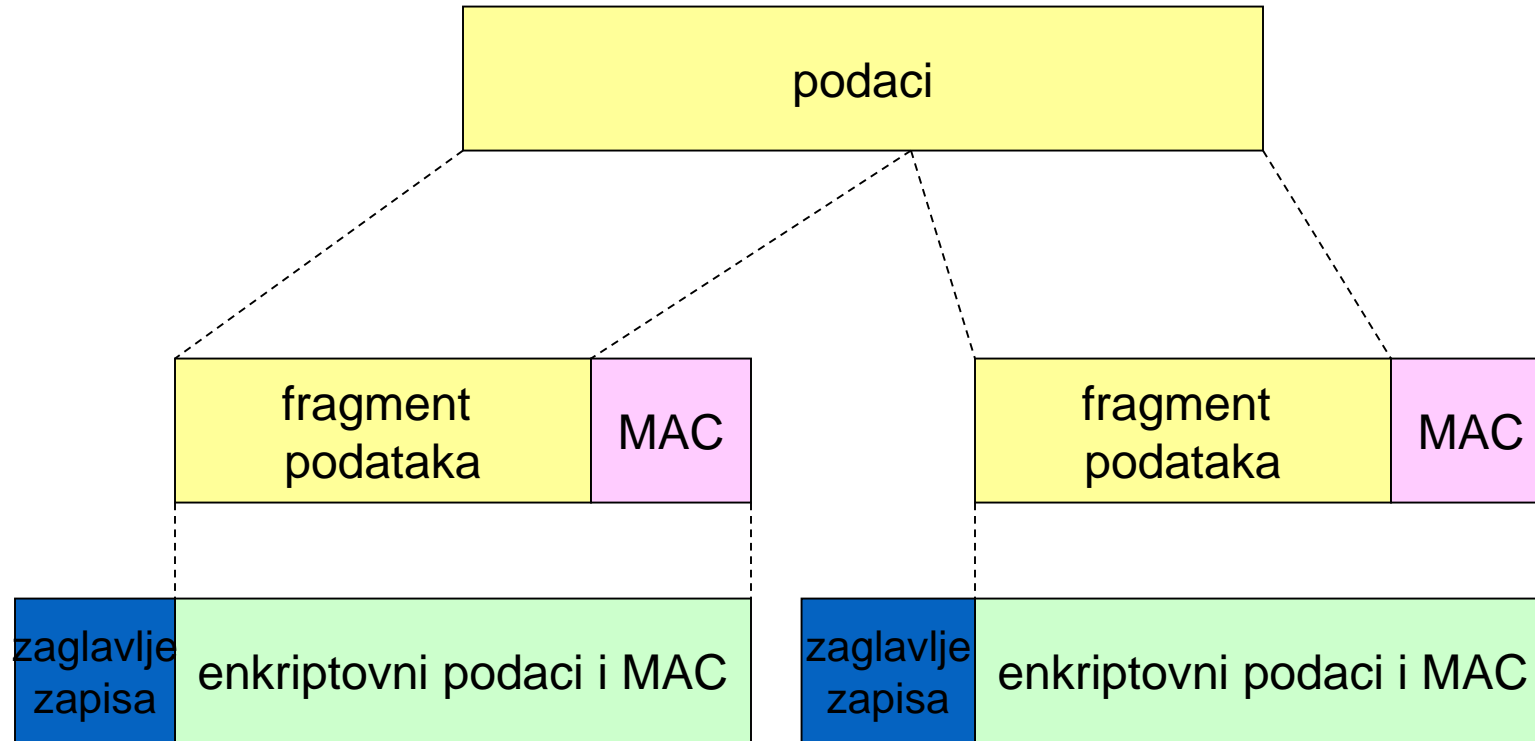 podaci
fragment
podataka
MAC
fragment
podataka
MAC
zaglavlje
zapisa
enkriptovni podaci i MAC
zaglavlje
zapisa
enkriptovni podaci i MAC